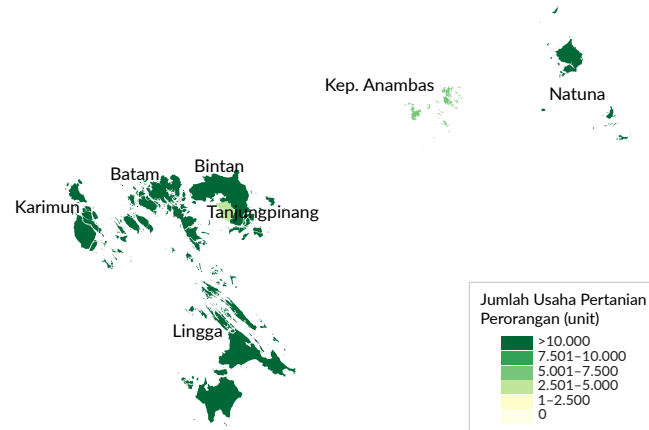 Kep. Anambas
Natuna
Batam
Bintan
Karimun
Tanjungpinang
Lingga
Jumlah Usaha Pertanian
Perorangan (unit)
>10.000
7.501–10.000
5.001–7.500
2.501–5.000
1–2.500
0